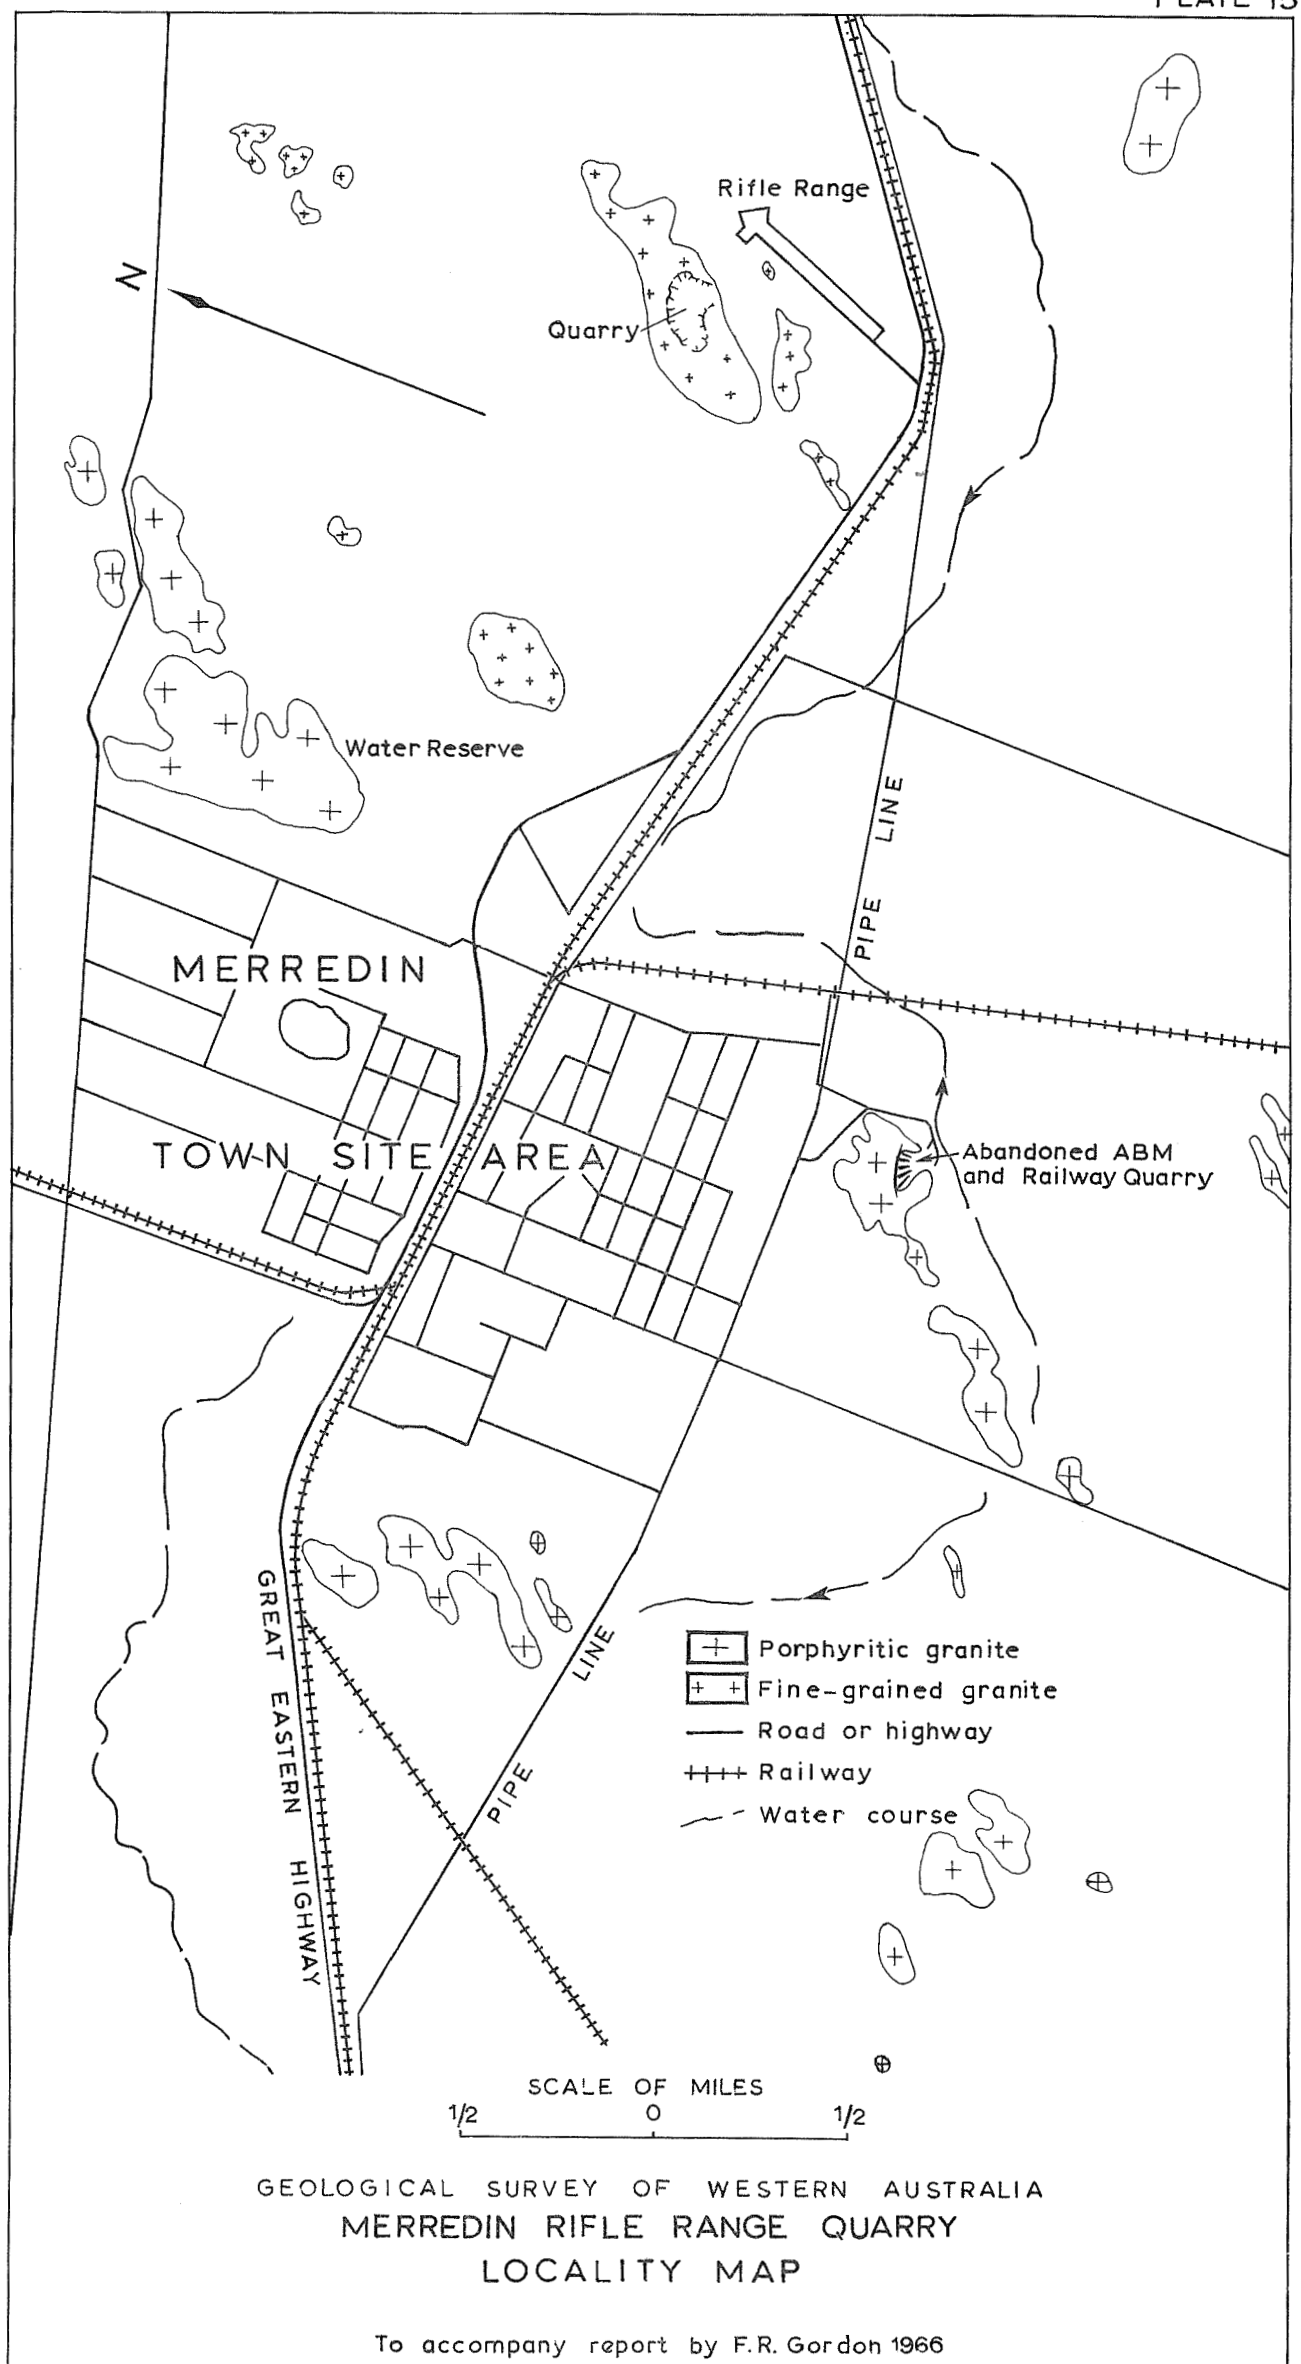 PLATE 15
Rifle Range
N
Quarry
Water Reserve
PIPE LINE
MERREDIN
TOWN SITE AREA
Abandoned ABM
and Railway Quarry
GREAT EASTERN HIGHWAY
PIPE LINE
Porphyritic granite
Fine-grained granite
Road or highway
Railway
Water course
SCALE OF MILES
1/2 0 1/2
GEOLOGICAL SURVEY OF WESTERN AUSTRALIA
MERREDIN RIFLE RANGE QUARRY
LOCALITY MAP
To accompany report by F.R. Gordon 1966